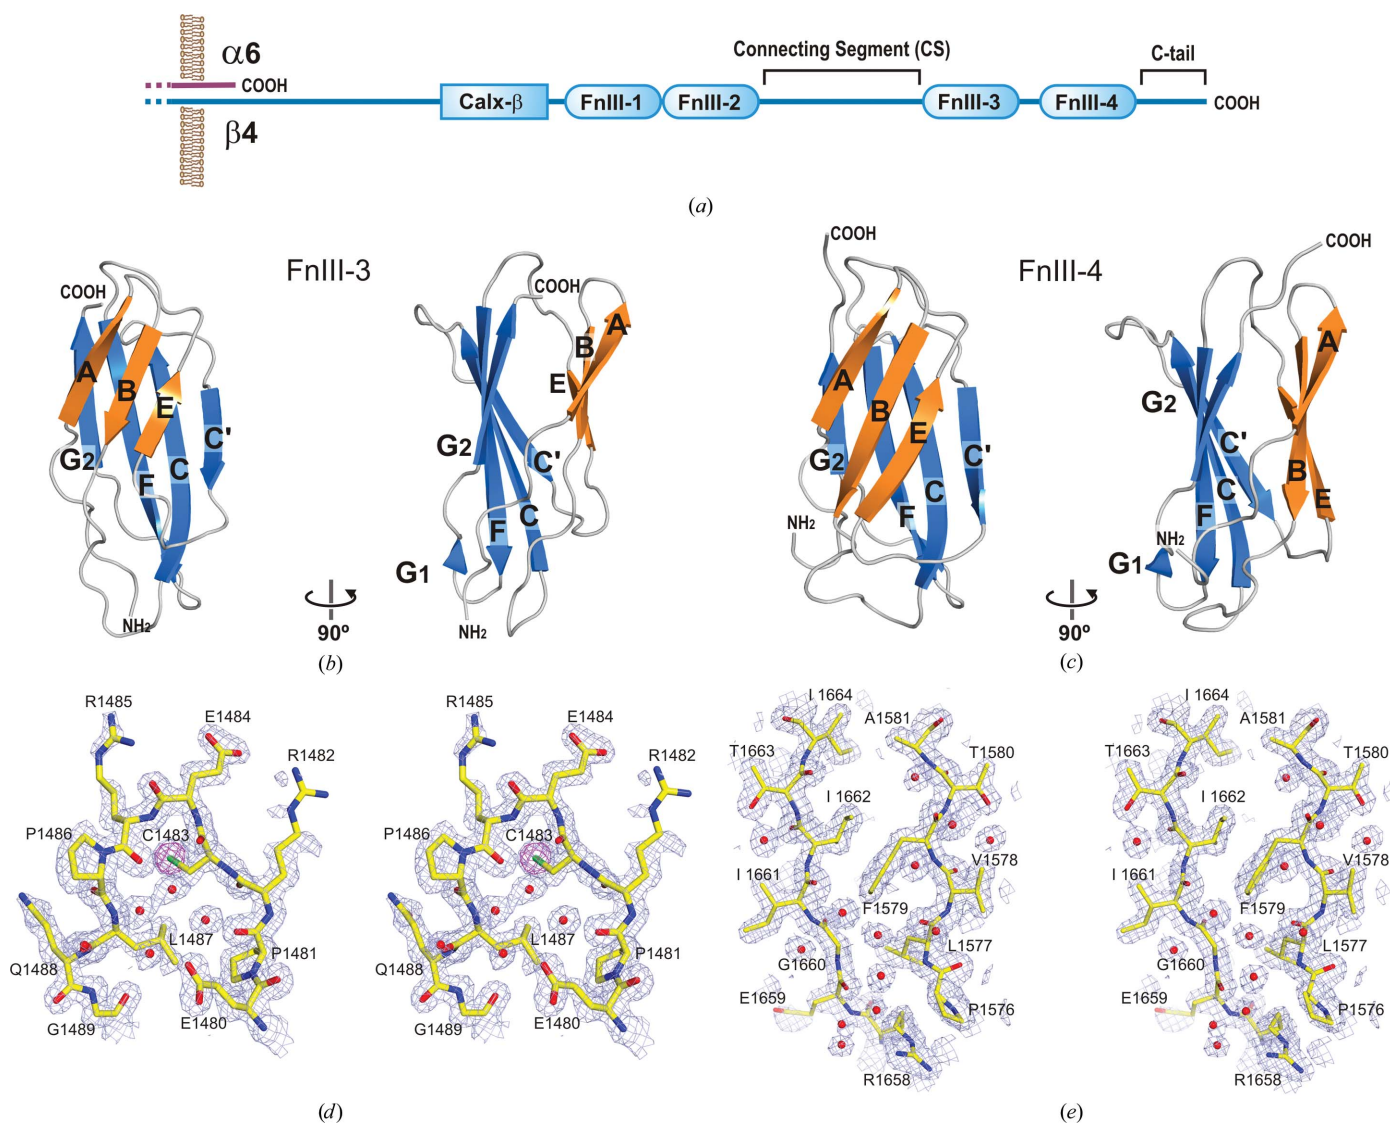 α6
COOH
Connecting Segment (CS)
C-tail
Calx-β
FnIII-1
FnIII-2
FnIII-3
FnIII-4
COOH
β4
(a)
FnIII-3
COOH
A
B
E
C'
G2
F
C
NH2
COOH
A
B
E
G2
C'
F
C
G1
NH2
90º
(b)
FnIII-4
COOH
A
B
E
G2
C'
C
F
NH2
COOH
A
G2
C'
B
C
E
F
NH2
G1
90º
(c)
R1485
E1484
R1482
P1486
C1483
L1487
P1481
Q1488
G1489
E1480
R1485
E1484
R1482
P1486
C1483
L1487
P1481
Q1488
G1489
E1480
(d)
I 1664
A1581
T1663
T1580
I 1662
V1578
I 1661
F1579
L1577
G1660
E1659
P1576
R1658
I 1664
A1581
T1663
T1580
I 1662
V1578
I 1661
F1579
L1577
G1660
E1659
P1576
R1658
(e)